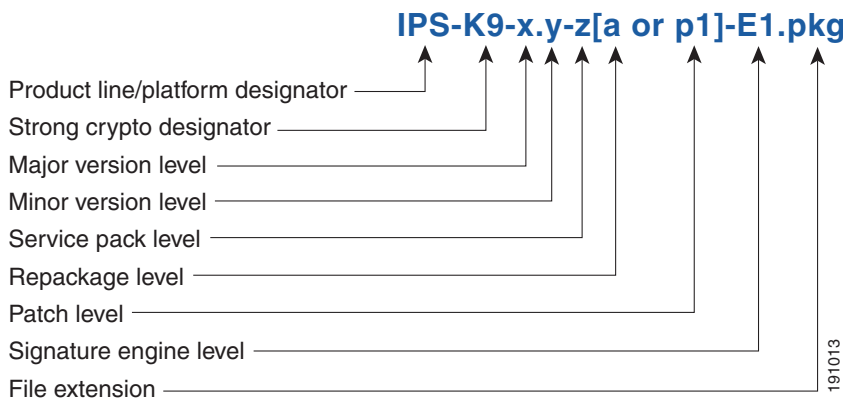 IPS-K9-x.y-z[a or p1]-E1.pkg
Product line/platform designator
Strong crypto designator
Major version level
Minor version level
Service pack level
Repackage level
Patch level
Signature engine level
File extension
191013